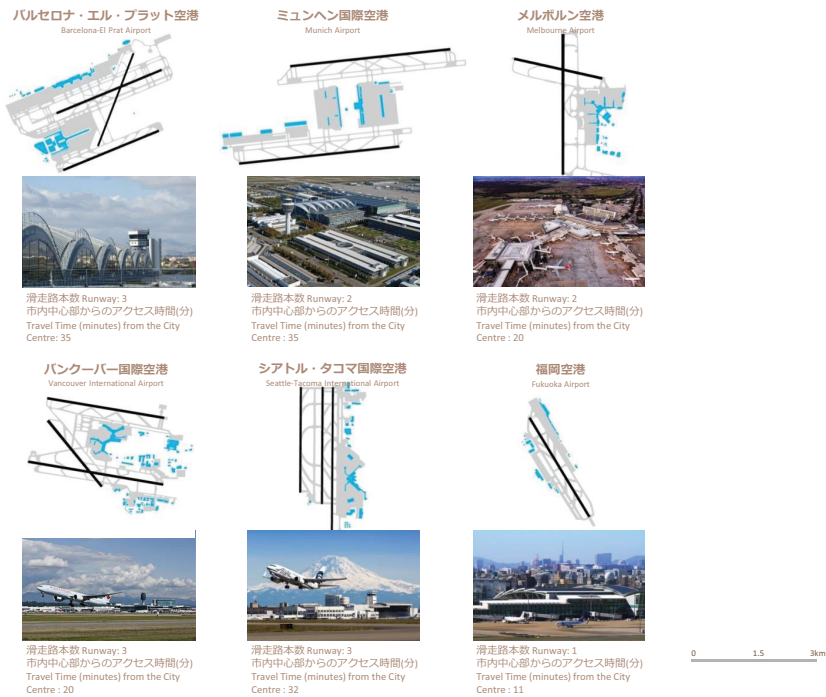 バルセロナ・エル・プラット空港
Barcelona-El Prat Airport
ミュンヘン国際空港
Munich Airport
メルボルン空港
Melbourne Airport
滑走路本数 Runway: 3
市内中心部からのアクセス時間(分)
Travel Time (minutes) from the City
Centre: 35
滑走路本数 Runway: 2
市内中心部からのアクセス時間(分)
Travel Time (minutes) from the City
Centre : 35
滑走路本数 Runway: 2
市内中心部からのアクセス時間(分)
Travel Time (minutes) from the City
Centre : 20
バンクーバー国際空港
Vancouver International Airport
シアトル・タコマ国際空港
Seattle-Tacoma International Airport
福岡空港
Fukuoka Airport
滑走路本数 Runway: 3
市内中心部からのアクセス時間(分)
Travel Time (minutes) from the City
Centre : 20
滑走路本数 Runway: 3
市内中心部からのアクセス時間(分)
Travel Time (minutes) from the City
Centre : 32
滑走路本数 Runway: 1
市内中心部からのアクセス時間(分)
Travel Time (minutes) from the City
Centre : 11
0 1.5 3km